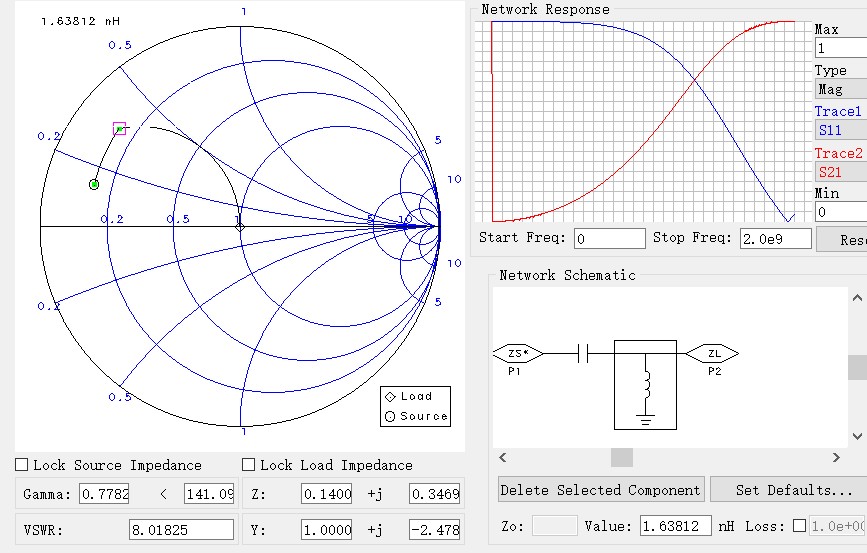 1.63812 nH
1
0.5
0.2
5
10
0.2
0.5
1
5
10
10
0.2
5
0.5
1
Load
Source
Lock Source Impedance
Lock Load Impedance
Gamma: 0.7782 < 141.09
Z: 0.1400 +j 0.3469
VSWR: 8.01825
Y: 1.0000 +j -2.478
Network Response
Max
1
Type
Mag
Trace1
S11
Trace2
S21
Min
0
Start Freq: 0 Stop Freq: 2.0e9
Network Schematic
ZS*
P1
ZL
P2
Delete Selected Component
Set Defaults...
Zo: Value: 1.63812 nH Loss: 1.0e+00